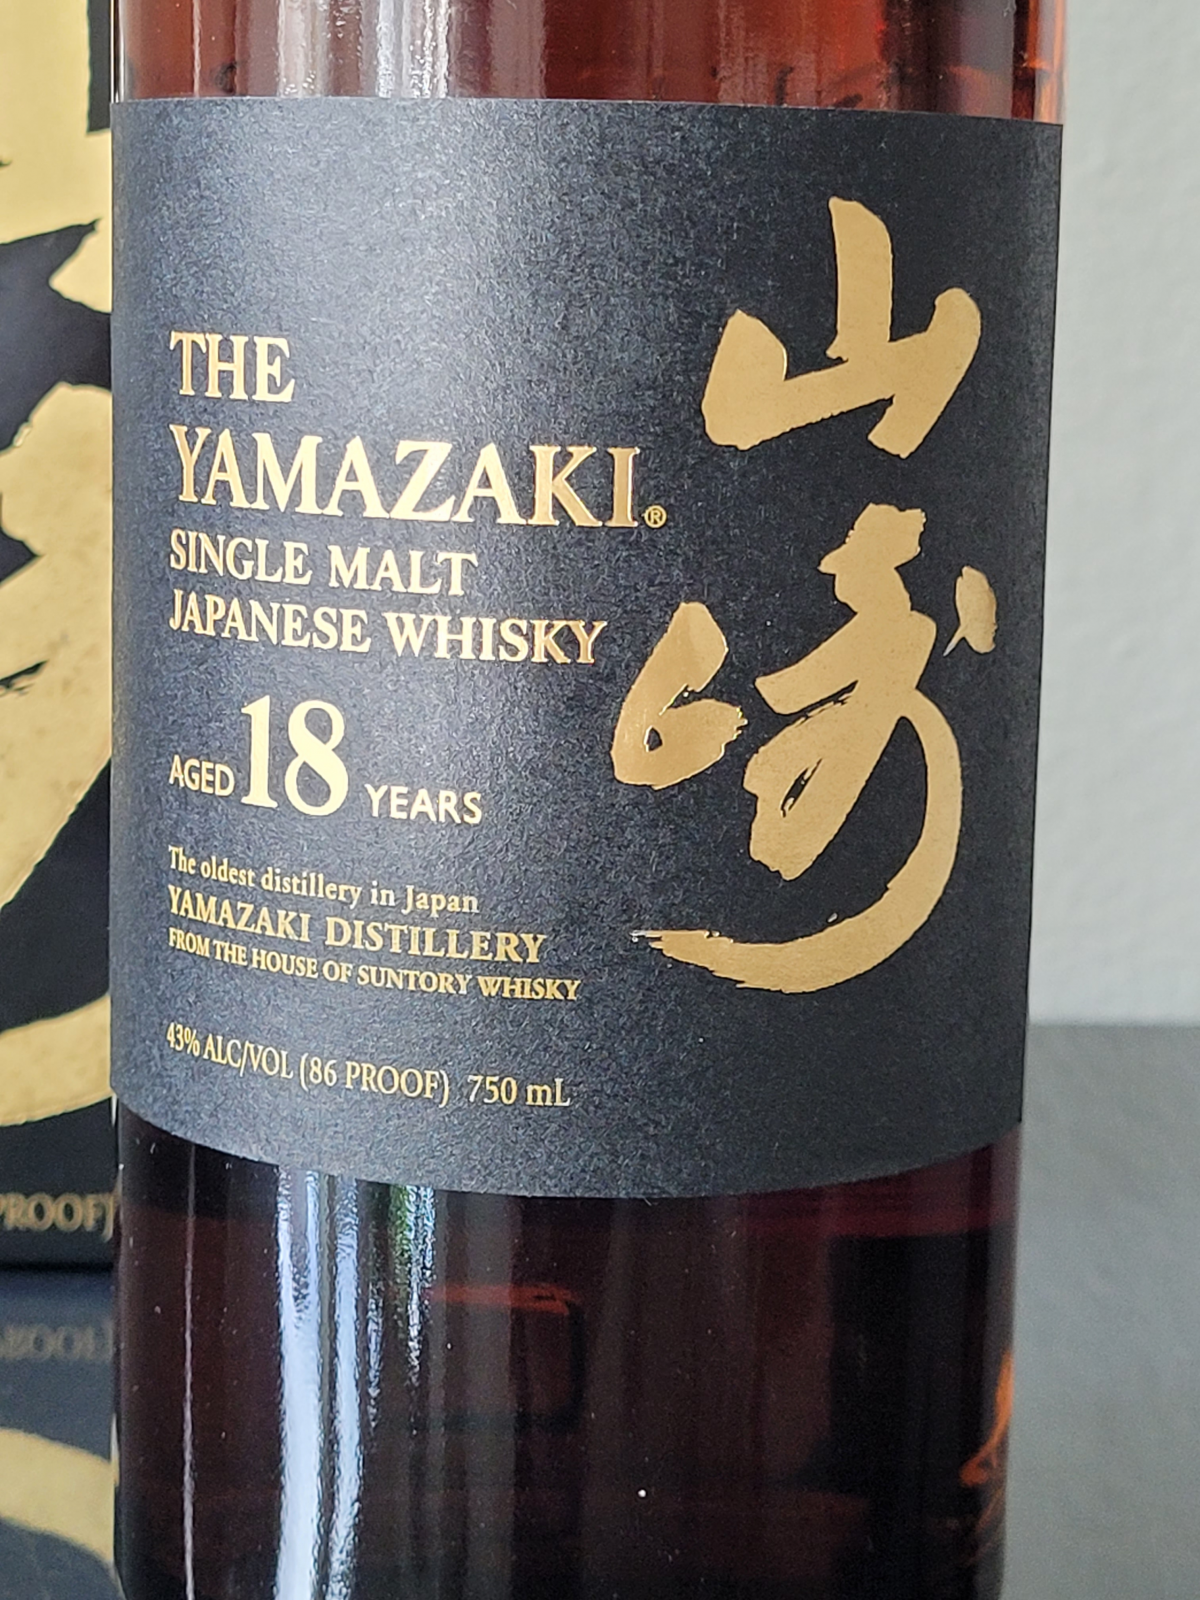 THE
YAMAZAKI®
SINGLE MALT
JAPANESE WHISKY
AGED 18 YEARS
The oldest distillery in Japan
YAMAZAKI DISTILLERY
FROM THE HOUSE OF SUNTORY WHISKY
43% ALC/VOL (86 PROOF) 750 mL
山
崎
PROOF)